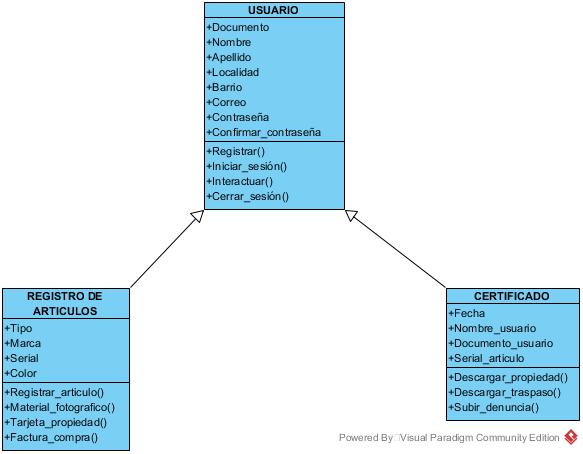 USUARIO
+Documento
+Nombre
+Apellido
+Localidad
+Barrio
+Correo
+Contraseña
+Confirmar_contraseña
+Registrar()
+Iniciar_sesión()
+Interactuar()
+Cerrar_sesión()
REGISTRO DE
ARTICULOS
+Tipo
+Marca
+Serial
+Color
+Registrar_articulo()
+Material_fotografico()
+Tarjeta_propiedad()
+Factura_compra()
CERTIFICADO
+Fecha
+Nombre_usuario
+Documento_usuario
+Serial_articulo
+Descargar_propiedad()
+Descargar_traspaso()
+Subir_denuncia()
Powered By Visual Paradigm Community Edition